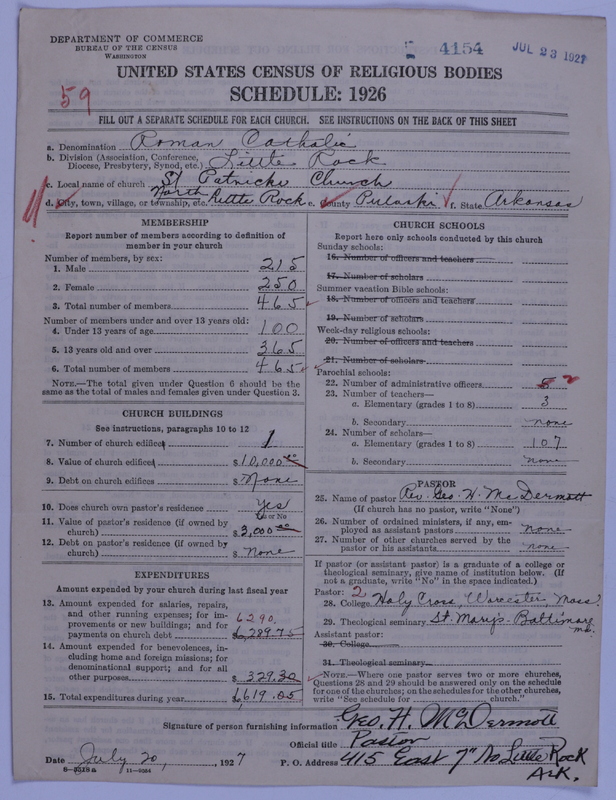 DEPARTMENT OF COMMERCE
BUREAU OF THE CENSUS
WASHINGTON
4154
JUL 23 1927
UNITED STATES CENSUS OF RELIGIOUS BODIES
SCHEDULE: 1926
59
FILL OUT A SEPARATE SCHEDULE FOR EACH CHURCH. SEE INSTRUCTIONS ON THE BACK OF THIS SHEET
a. Denomination Roman Catholic
b. Division (Association, Conference, Diocese, Presbytery, Synod, etc.) Little Rock
c. Local name of church St Patricks Church
d. City, town, village, or township, etc. North Little Rock e. County Pulaski f. State Arkansas
MEMBERSHIP
Report number of members according to definition of
member in your church
Number of members, by sex:
1. Male 215
2. Female 250
3. Total number of members 465
Number of members under and over 13 years old:
4. Under 13 years of age 100
5. 13 years old and over 365
6. Total number of members 465
NOTE.—The total given under Question 6 should be the
same as the total of males and females given under Question 3.
CHURCH BUILDINGS
See instructions, paragraphs 10 to 12
7. Number of church edifices 1
8. Value of church edifices $10,000.00
9. Debt on church edifices $None
10. Does church own pastor's residence Yes
Yes or No
11. Value of pastor's residence (if owned by
church) $3,000.00
12. Debt on pastor's residence (if owned by
church) $None
EXPENDITURES
Amount expended by your church during last fiscal year
13. Amount expended for salaries, repairs,
and other running expenses; for im-
provements or new buildings; and for
payments on church debt $6,289.75
6290.
14. Amount expended for benevolences, in-
cluding home and foreign missions; for
denominational support; and for all
other purposes $329.30
15. Total expenditures during year $6,619.05
CHURCH SCHOOLS
Report here only schools conducted by this church
Sunday schools:
16. Number of officers and teachers
17. Number of scholars
Summer vacation Bible schools:
18. Number of officers and teachers
19. Number of scholars
Week-day religious schools:
20. Number of officers and teachers
21. Number of scholars
Parochial schools:
22. Number of administrative officers 2
23. Number of teachers—
a. Elementary (grades 1 to 8) 3
b. Secondary none
24. Number of scholars—
a. Elementary (grades 1 to 8) 107
b. Secondary none
PASTOR
25. Name of pastor Rev. Geo. H. McDermott
(If church has no pastor, write "None")
26. Number of ordained ministers, if any, em-
ployed as assistant pastors none
27. Number of other churches served by the
pastor or his assistants none
If pastor (or assistant pastor) is a graduate of a college or
theological seminary, give name of institution below. (If
not a graduate, write "No" in the space indicated.)
Pastor: 2
28. College Holy Cross, Worcester, Mass.
29. Theological seminary St. Mary's - Baltimore Md.
Assistant pastor:
30. College
31. Theological seminary
NOTE.—Where one pastor serves two or more churches,
Questions 28 and 29 should be answered only on the schedule
for one of the churches; on the schedules for the other churches,
write "See schedule for church."
Signature of person furnishing information Geo. H. McDermott
Official title Pastor
Date July 20, 1927 P. O. Address 415 East 7" No Little Rock
Ark.
6—3318a 11—9364